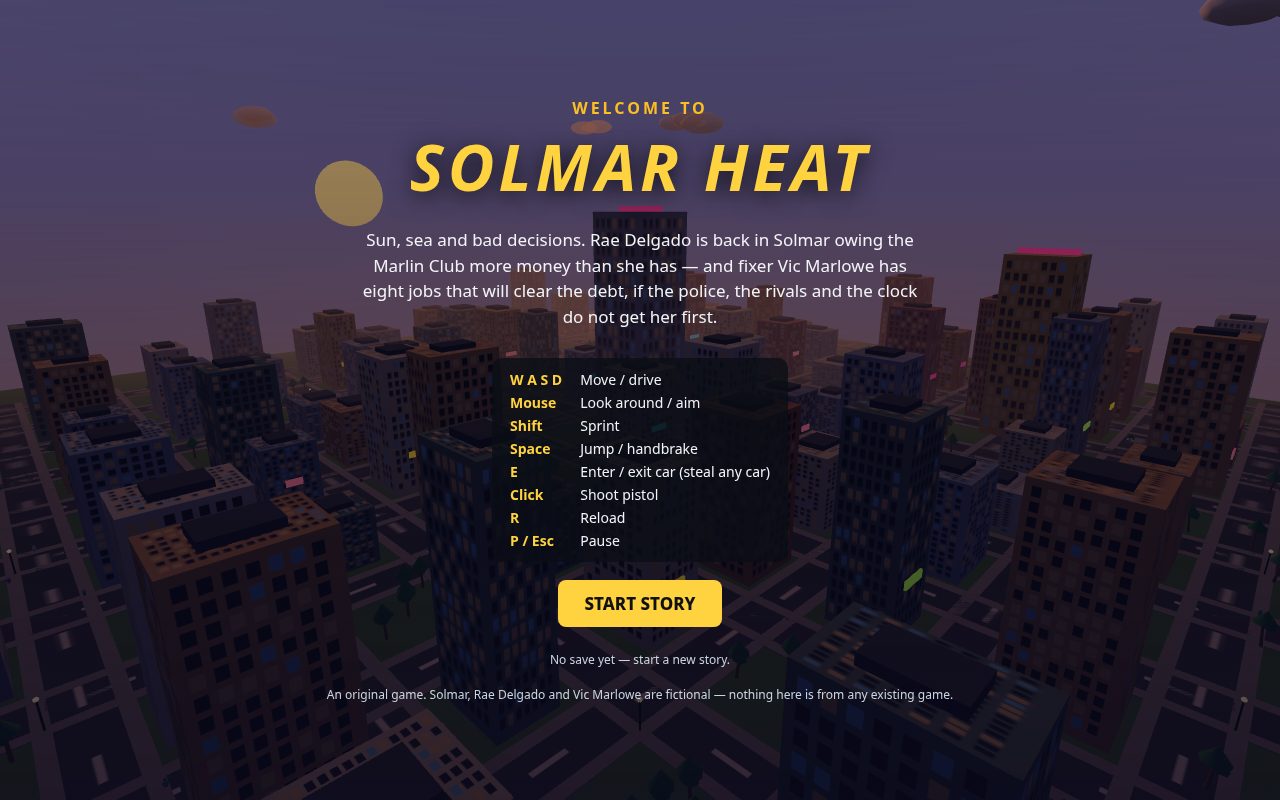 WELCOME TO
SOLMAR HEAT
Sun, sea and bad decisions. Rae Delgado is back in Solmar owing the
Marlin Club more money than she has — and fixer Vic Marlowe has
eight jobs that will clear the debt, if the police, the rivals and the clock
do not get her first.
W A S D Move / drive
Mouse Look around / aim
Shift Sprint
Space Jump / handbrake
E Enter / exit car (steal any car)
Click Shoot pistol
R Reload
P / Esc Pause
START STORY
No save yet — start a new story.
An original game. Solmar, Rae Delgado and Vic Marlowe are fictional — nothing here is from any existing game.